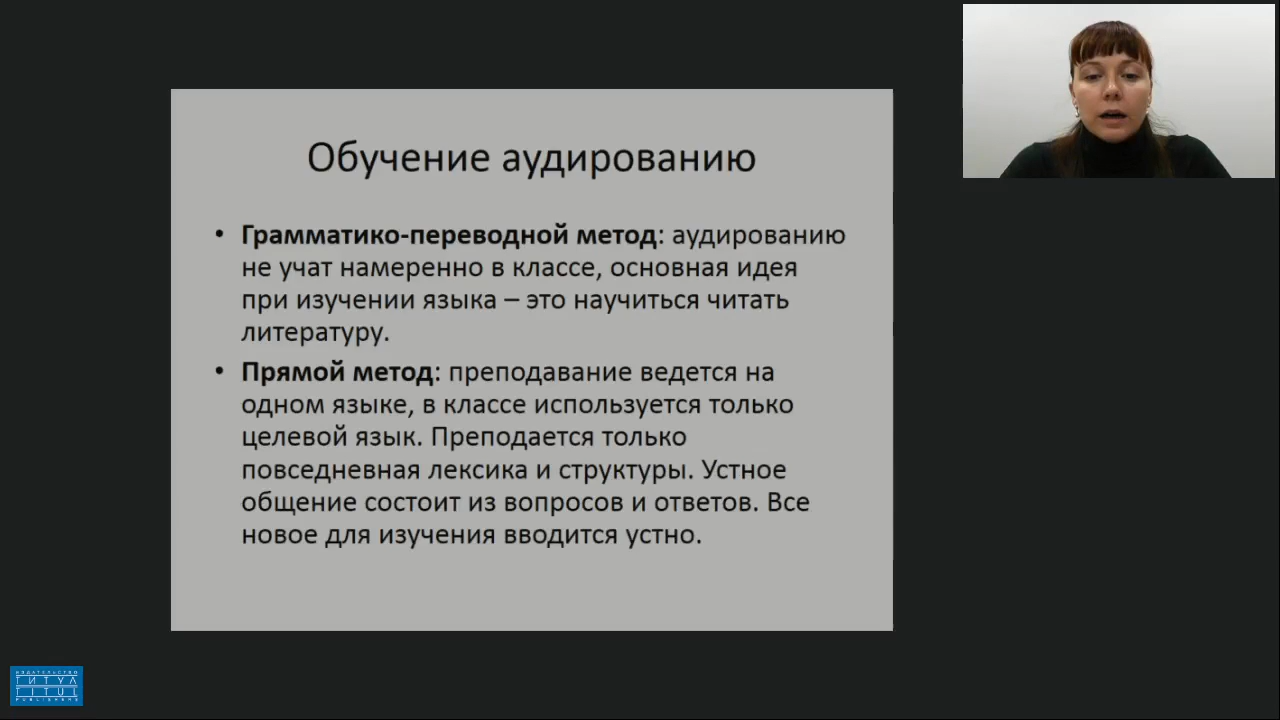 Обучение аудированию
• Грамматико-переводной метод: аудированию
не учат намеренно в классе, основная идея
при изучении языка – это научиться читать
литературу.
• Прямой метод: преподавание ведется на
одном языке, в классе используется только
целевой язык. Преподается только
повседневная лексика и структуры. Устное
общение состоит из вопросов и ответов. Все
новое для изучения вводится устно.
ИЗДАТЕЛЬСТВО
ТИТУЛ
TITUL
PUBLISHERS